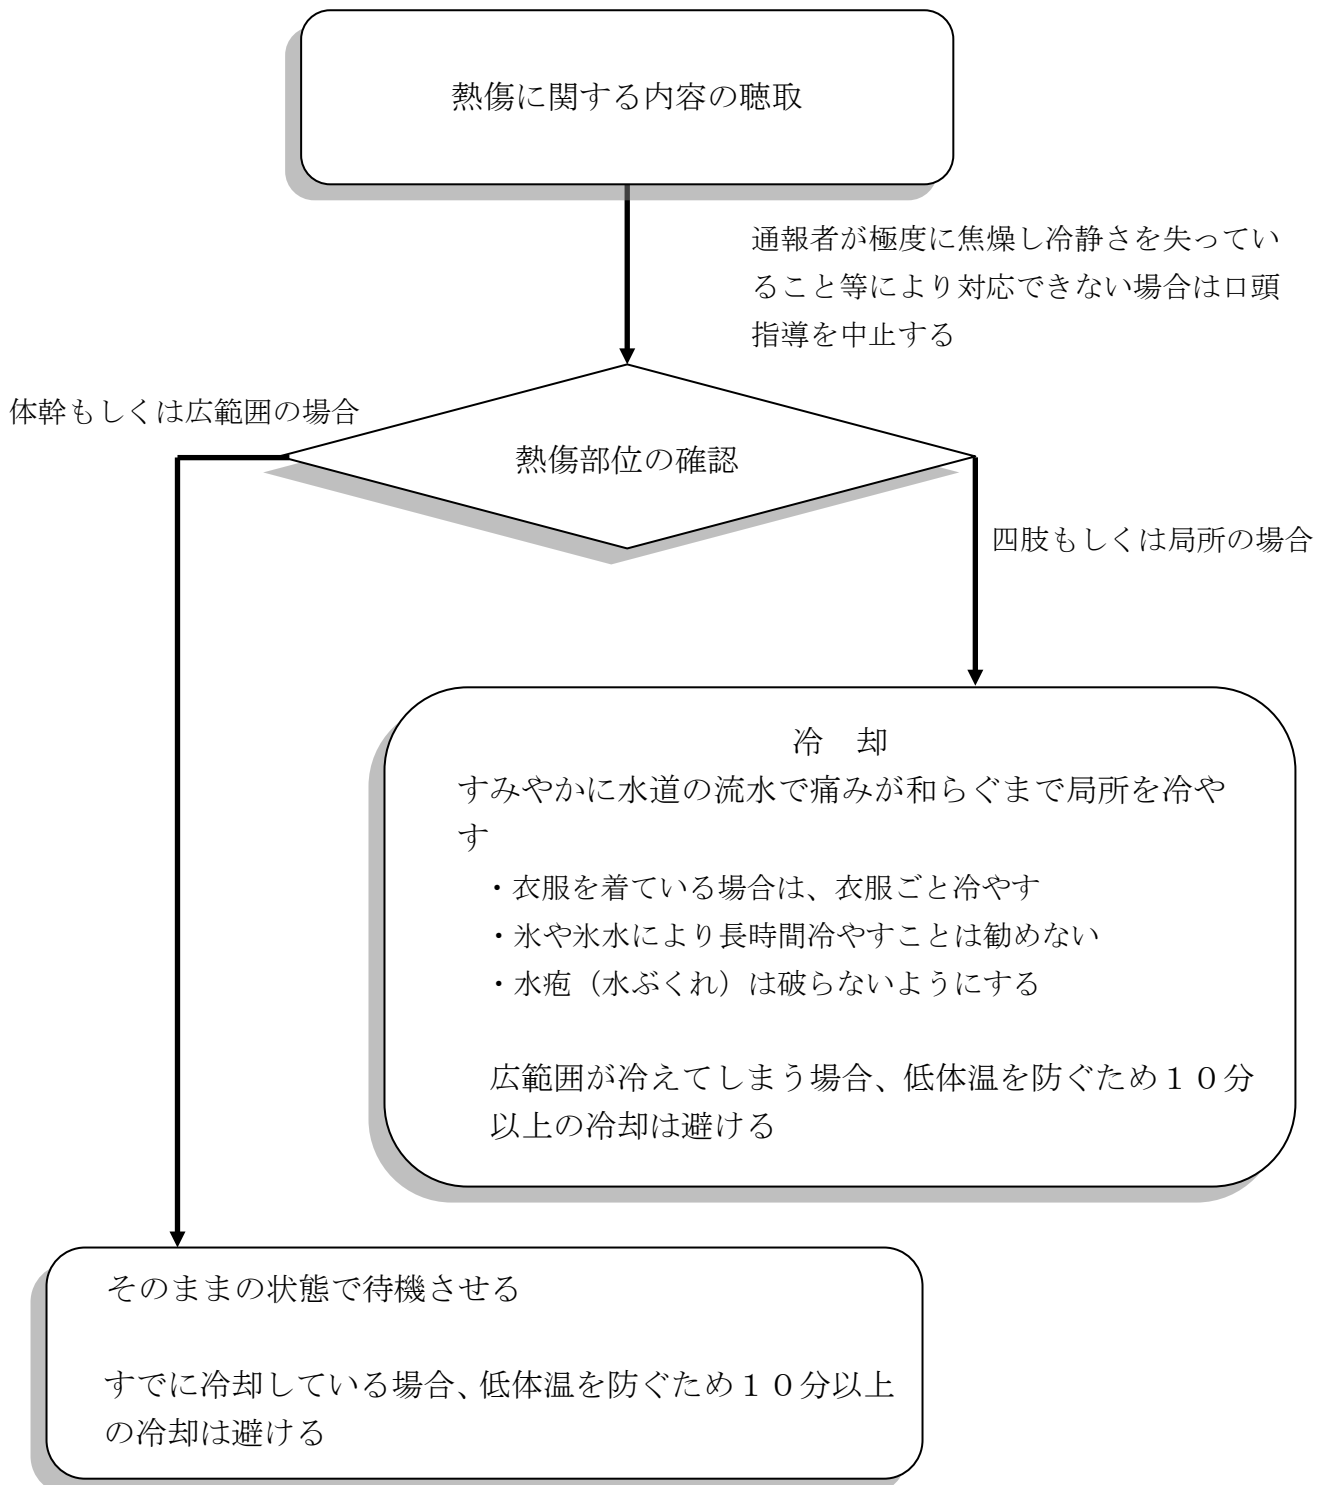 熱傷に関する内容の聴取
通報者が極度に焦燥し冷静さを失ってい
ること等により対応できない場合は口頭
指導を中止する
体幹もしくは広範囲の場合
熱傷部位の確認
四肢もしくは局所の場合
冷　却
すみやかに水道の流水で痛みが和らぐまで局所を冷や
す
・衣服を着ている場合は、衣服ごと冷やす
・氷や氷水により長時間冷やすことは勧めない
・水疱（水ぶくれ）は破らないようにする
広範囲が冷えてしまう場合、低体温を防ぐため１０分
以上の冷却は避ける
そのままの状態で待機させる
すでに冷却している場合、低体温を防ぐため１０分以上
の冷却は避ける